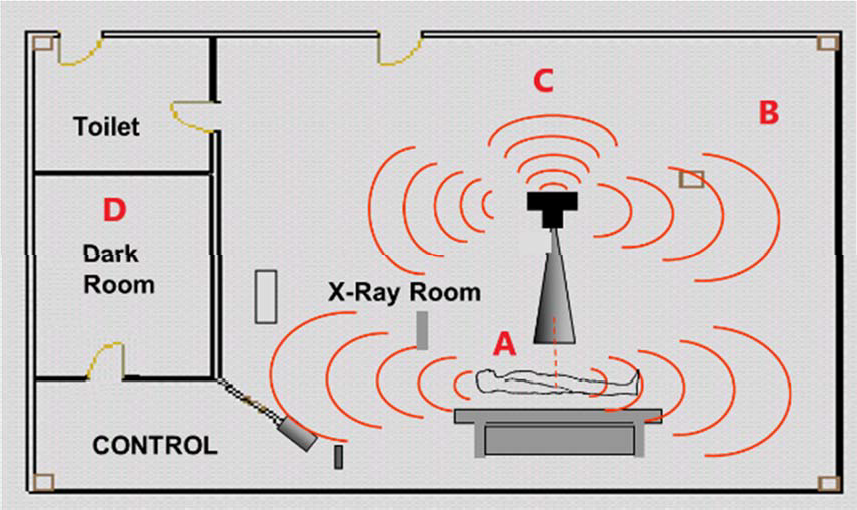 C
B
Toilet
D
Dark
Room
X-Ray Room
A
CONTROL